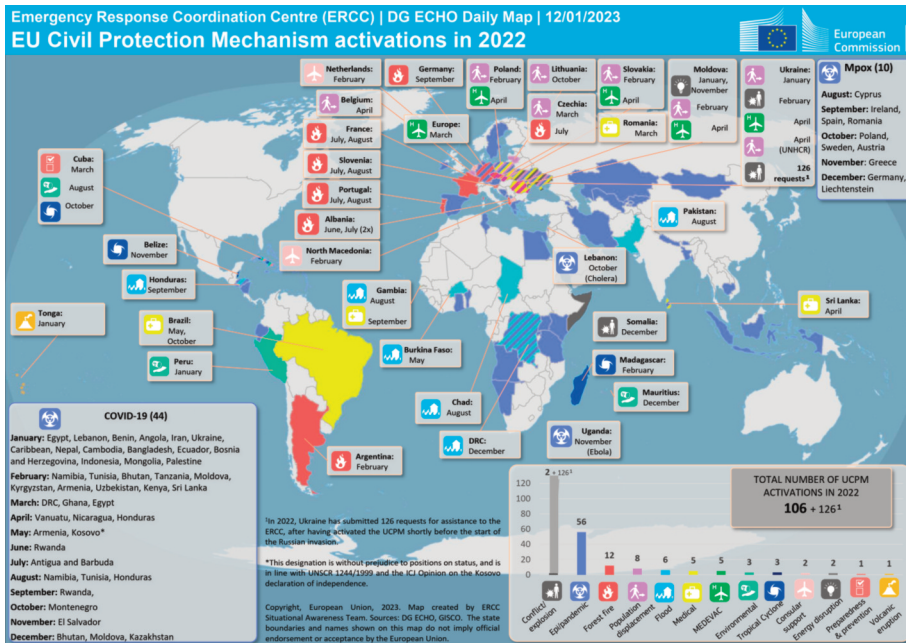 Emergency Response Coordination Centre (ERCC) | DG ECHO Daily Map | 12/01/2023
EU Civil Protection Mechanism activations in 2022
European
Commission
Netherlands:
February
Germany:
September
Poland:
February
April
Lithuania:
October
Slovakia:
February
April
Moldova:
January,
November
February
April
Ukraine:
January
February
April
April
(UNHCR)
126
requests¹
Mpox (10)
August: Cyprus
September: Ireland,
Spain, Romania
October: Poland,
Sweden, Austria
November: Greece
December: Germany,
Liechtenstein
Belgium:
April
Europe:
March
Czechia:
March
July
Romania:
March
France:
July, August
Slovenia:
July, August
Portugal:
July, August
Albania:
June, July (2x)
North Macedonia:
February
Cuba:
March
August
October
Belize:
November
Honduras:
September
Tonga:
January
Brazil:
May,
October
Peru:
January
Gambia:
August
September
Burkina Faso:
May
Chad:
August
DRC:
December
Argentina:
February
Pakistan:
August
Lebanon:
October
(Cholera)
Sri Lanka:
April
Somalia:
December
Madagascar:
February
Mauritius:
December
Uganda:
November
(Ebola)
COVID-19 (44)
January: Egypt, Lebanon, Benin, Angola, Iran, Ukraine,
Caribbean, Nepal, Cambodia, Bangladesh, Ecuador, Bosnia
and Herzegovina, Indonesia, Mongolia, Palestine
February: Namibia, Tunisia, Bhutan, Tanzania, Moldova,
Kyrgyzstan, Armenia, Uzbekistan, Kenya, Sri Lanka
March: DRC, Ghana, Egypt
April: Vanuatu, Nicaragua, Honduras
May: Armenia, Kosovo*
June: Rwanda
July: Antigua and Barbuda
August: Namibia, Tunisia, Honduras
September: Rwanda,
October: Montenegro
November: El Salvador
December: Bhutan, Moldova, Kazakhstan
¹In 2022, Ukraine has submitted 126 requests for assistance to the
ERCC, after having activated the UCPM shortly before the start of
the Russian invasion.
*This designation is without prejudice to positions on status, and is
in line with UNSCR 1244/1999 and the ICJ Opinion on the Kosovo
declaration of independence.
Copyright, European Union, 2023. Map created by ERCC
Situational Awareness Team. Sources: DG ECHO, GISCO. The state
boundaries and names shown on this map do not imply official
endorsement or acceptance by the European Union.
TOTAL NUMBER OF UCPM
ACTIVATIONS IN 2022
106 + 126¹
120
100
80
60
40
20
0
2 + 126¹
56
12
8
6
5
5
3
3
2
2
1
1
Conflict/
explosion
Epi/pandemic
Forest fire
Population
displacement
Flood
Medical
MEDEVAC
Environmental
Tropical Cyclone
Consular
support
Energy disruption
Preparedness
& prevention
Volcanic
eruption